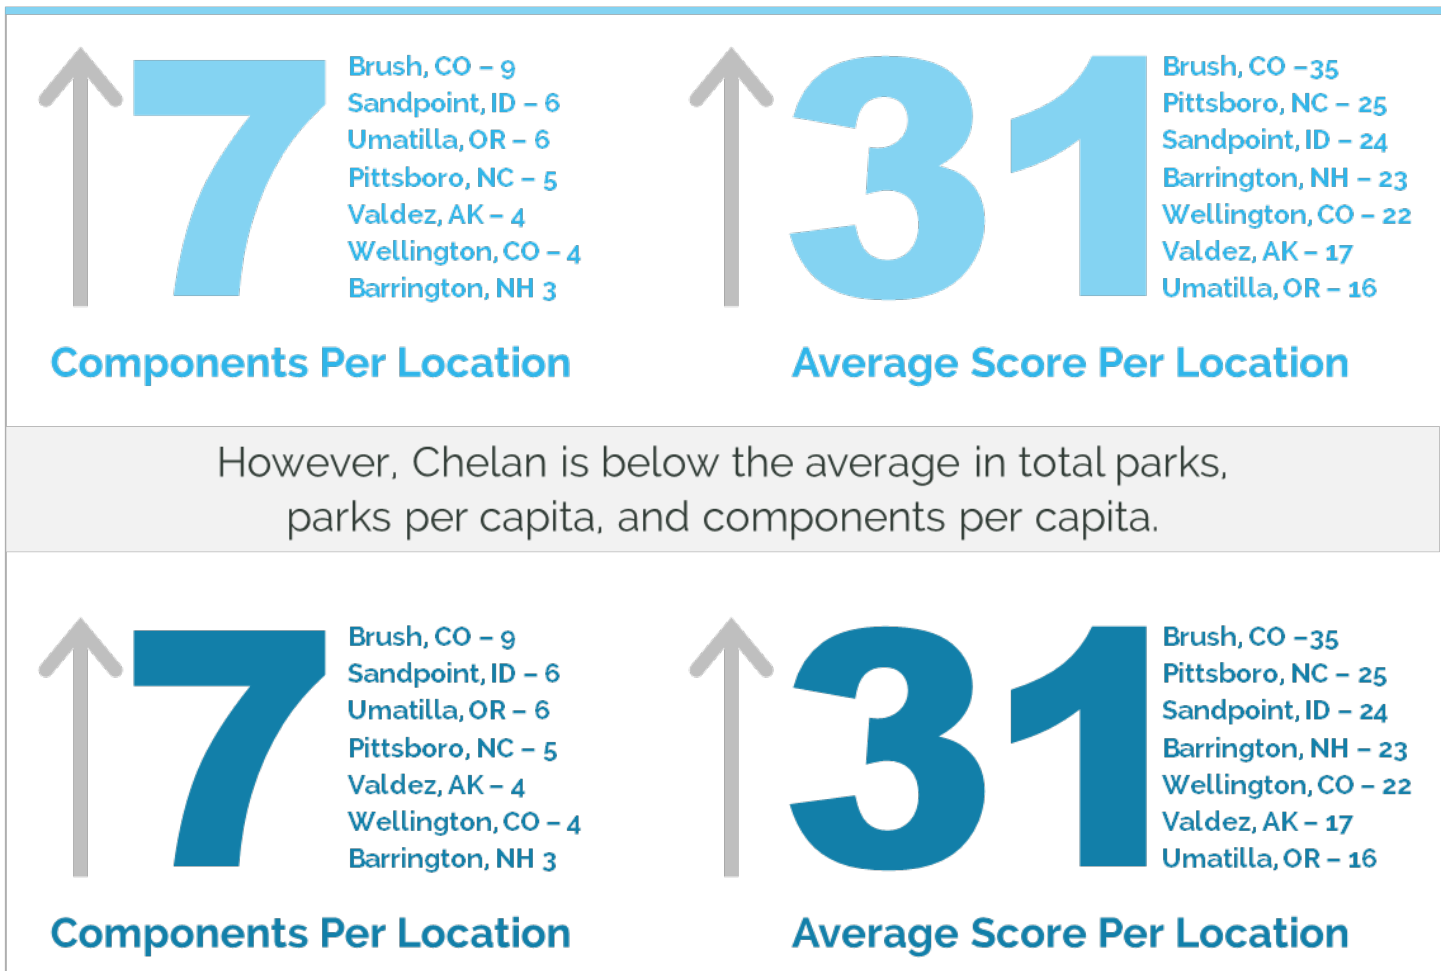 7
Brush, CO – 9
Sandpoint, ID – 6
Umatilla, OR – 6
Pittsboro, NC – 5
Valdez, AK – 4
Wellington, CO – 4
Barrington, NH 3
Components Per Location
31
Brush, CO –35
Pittsboro, NC – 25
Sandpoint, ID – 24
Barrington, NH – 23
Wellington, CO – 22
Valdez, AK – 17
Umatilla, OR – 16
Average Score Per Location
However, Chelan is below the average in total parks,
parks per capita, and components per capita.
7
Brush, CO – 9
Sandpoint, ID – 6
Umatilla, OR – 6
Pittsboro, NC – 5
Valdez, AK – 4
Wellington, CO – 4
Barrington, NH 3
Components Per Location
31
Brush, CO –35
Pittsboro, NC – 25
Sandpoint, ID – 24
Barrington, NH – 23
Wellington, CO – 22
Valdez, AK – 17
Umatilla, OR – 16
Average Score Per Location